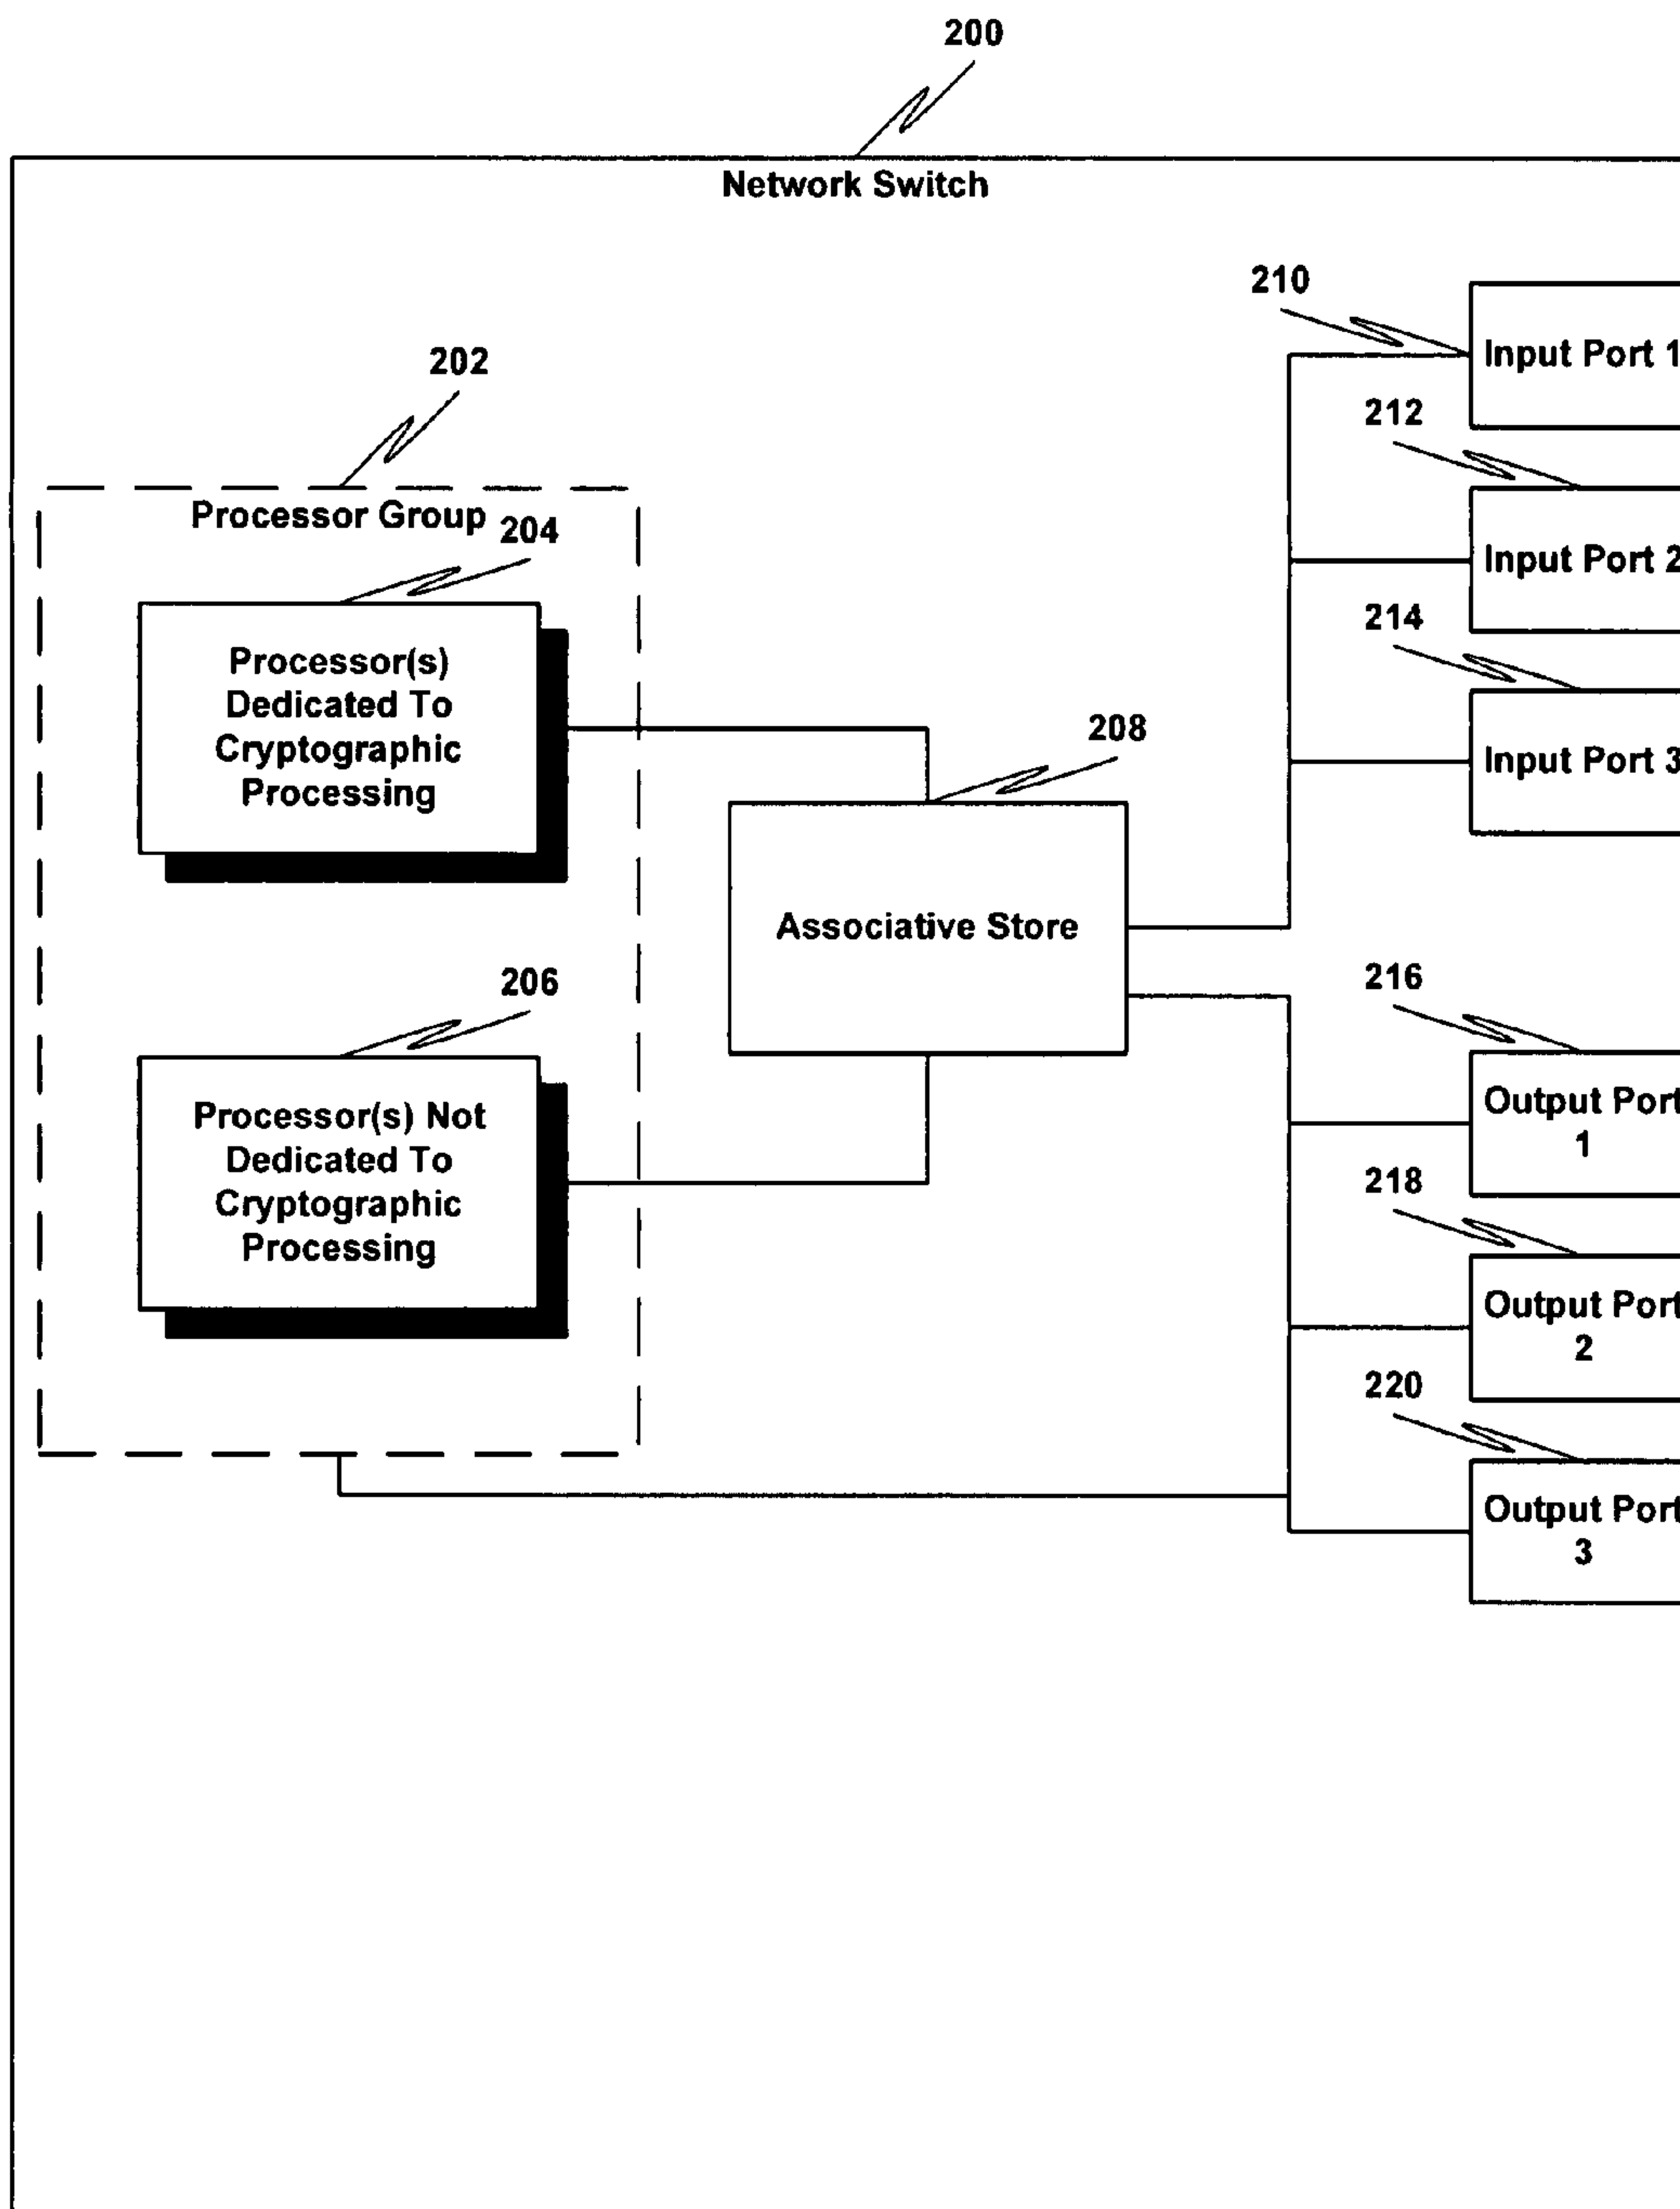 200
Network Switch
210
Input Port 1
202
212
Processor Group
204
Input Port 2
214
Processor(s)
Dedicated To
Cryptographic
Processing
208
Input Port 3
Associative Store
206
216
Processor(s) Not
Dedicated To
Cryptographic
Processing
Output Port
1
218
Output Port
2
220
Output Port
3